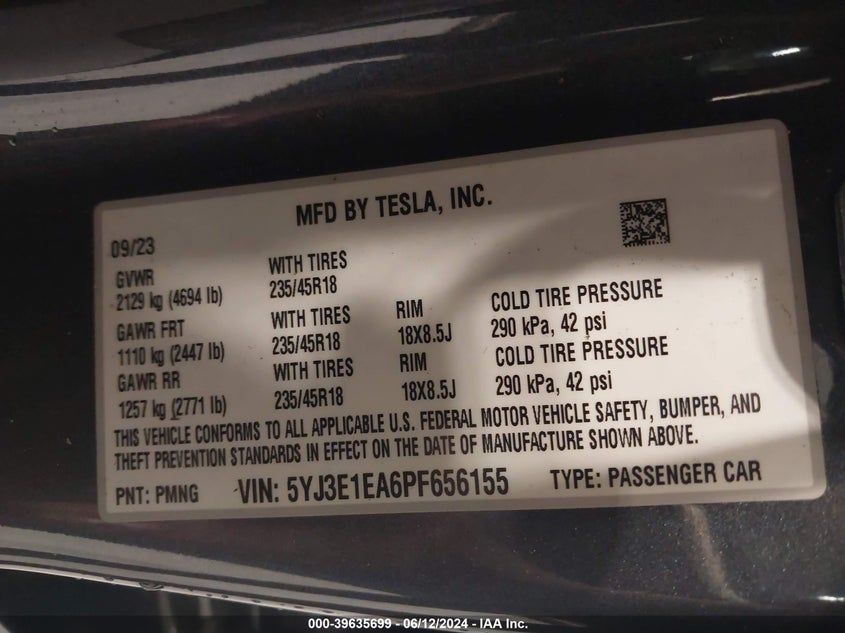 MFD BY TESLA, INC.
09/23
GVWR WITH TIRES
2129 kg (4694 lb) 235/45R18
GAWR FRT WITH TIRES RIM COLD TIRE PRESSURE
1110 kg (2447 lb) 235/45R18 18X8.5J 290 kPa, 42 psi
GAWR RR WITH TIRES RIM COLD TIRE PRESSURE
1257 kg (2771 lb) 235/45R18 18X8.5J 290 kPa, 42 psi
THIS VEHICLE CONFORMS TO ALL APPLICABLE U.S. FEDERAL MOTOR VEHICLE SAFETY, BUMPER, AND
THEFT PREVENTION STANDARDS IN EFFECT ON THE DATE OF MANUFACTURE SHOWN ABOVE.
PNT: PMNG VIN: 5YJ3E1EA6PF656155 TYPE: PASSENGER CAR
000-39635699 - 06/12/2024 - IAA Inc.